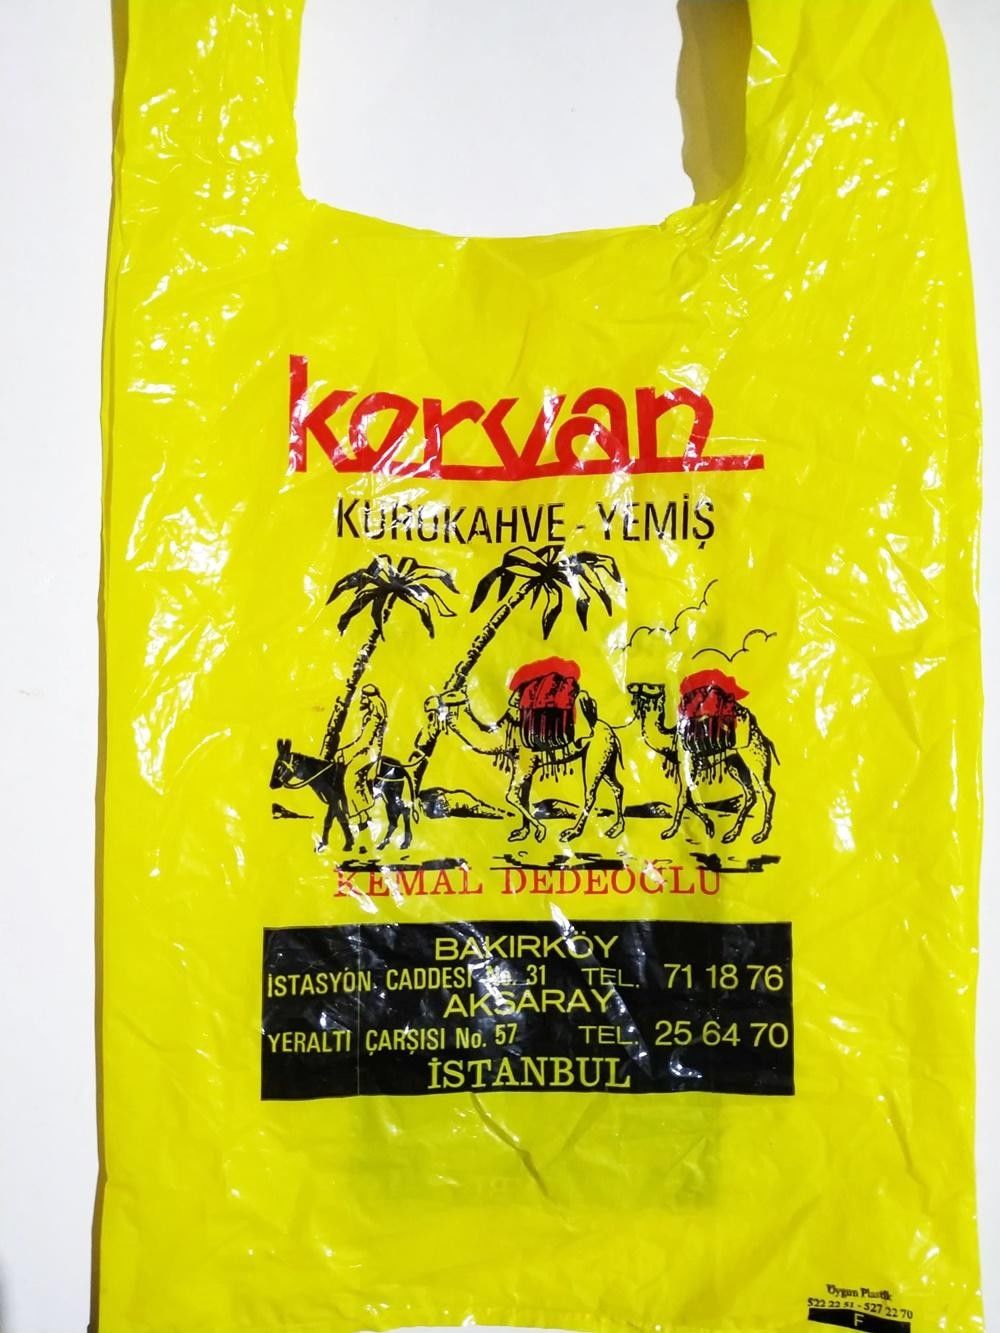 kervan
KURUKAHVE - YEMİŞ
KEMAL DEDEOĞLU
BAKIRKÖY
İSTASYON CADDESİ No. 31 TEL. 71 18 76
AKSARAY
YERALTI ÇARŞISI No. 57 TEL. 25 64 70
İSTANBUL
Uygun Plastik
522 22 51 - 527 22 70
F